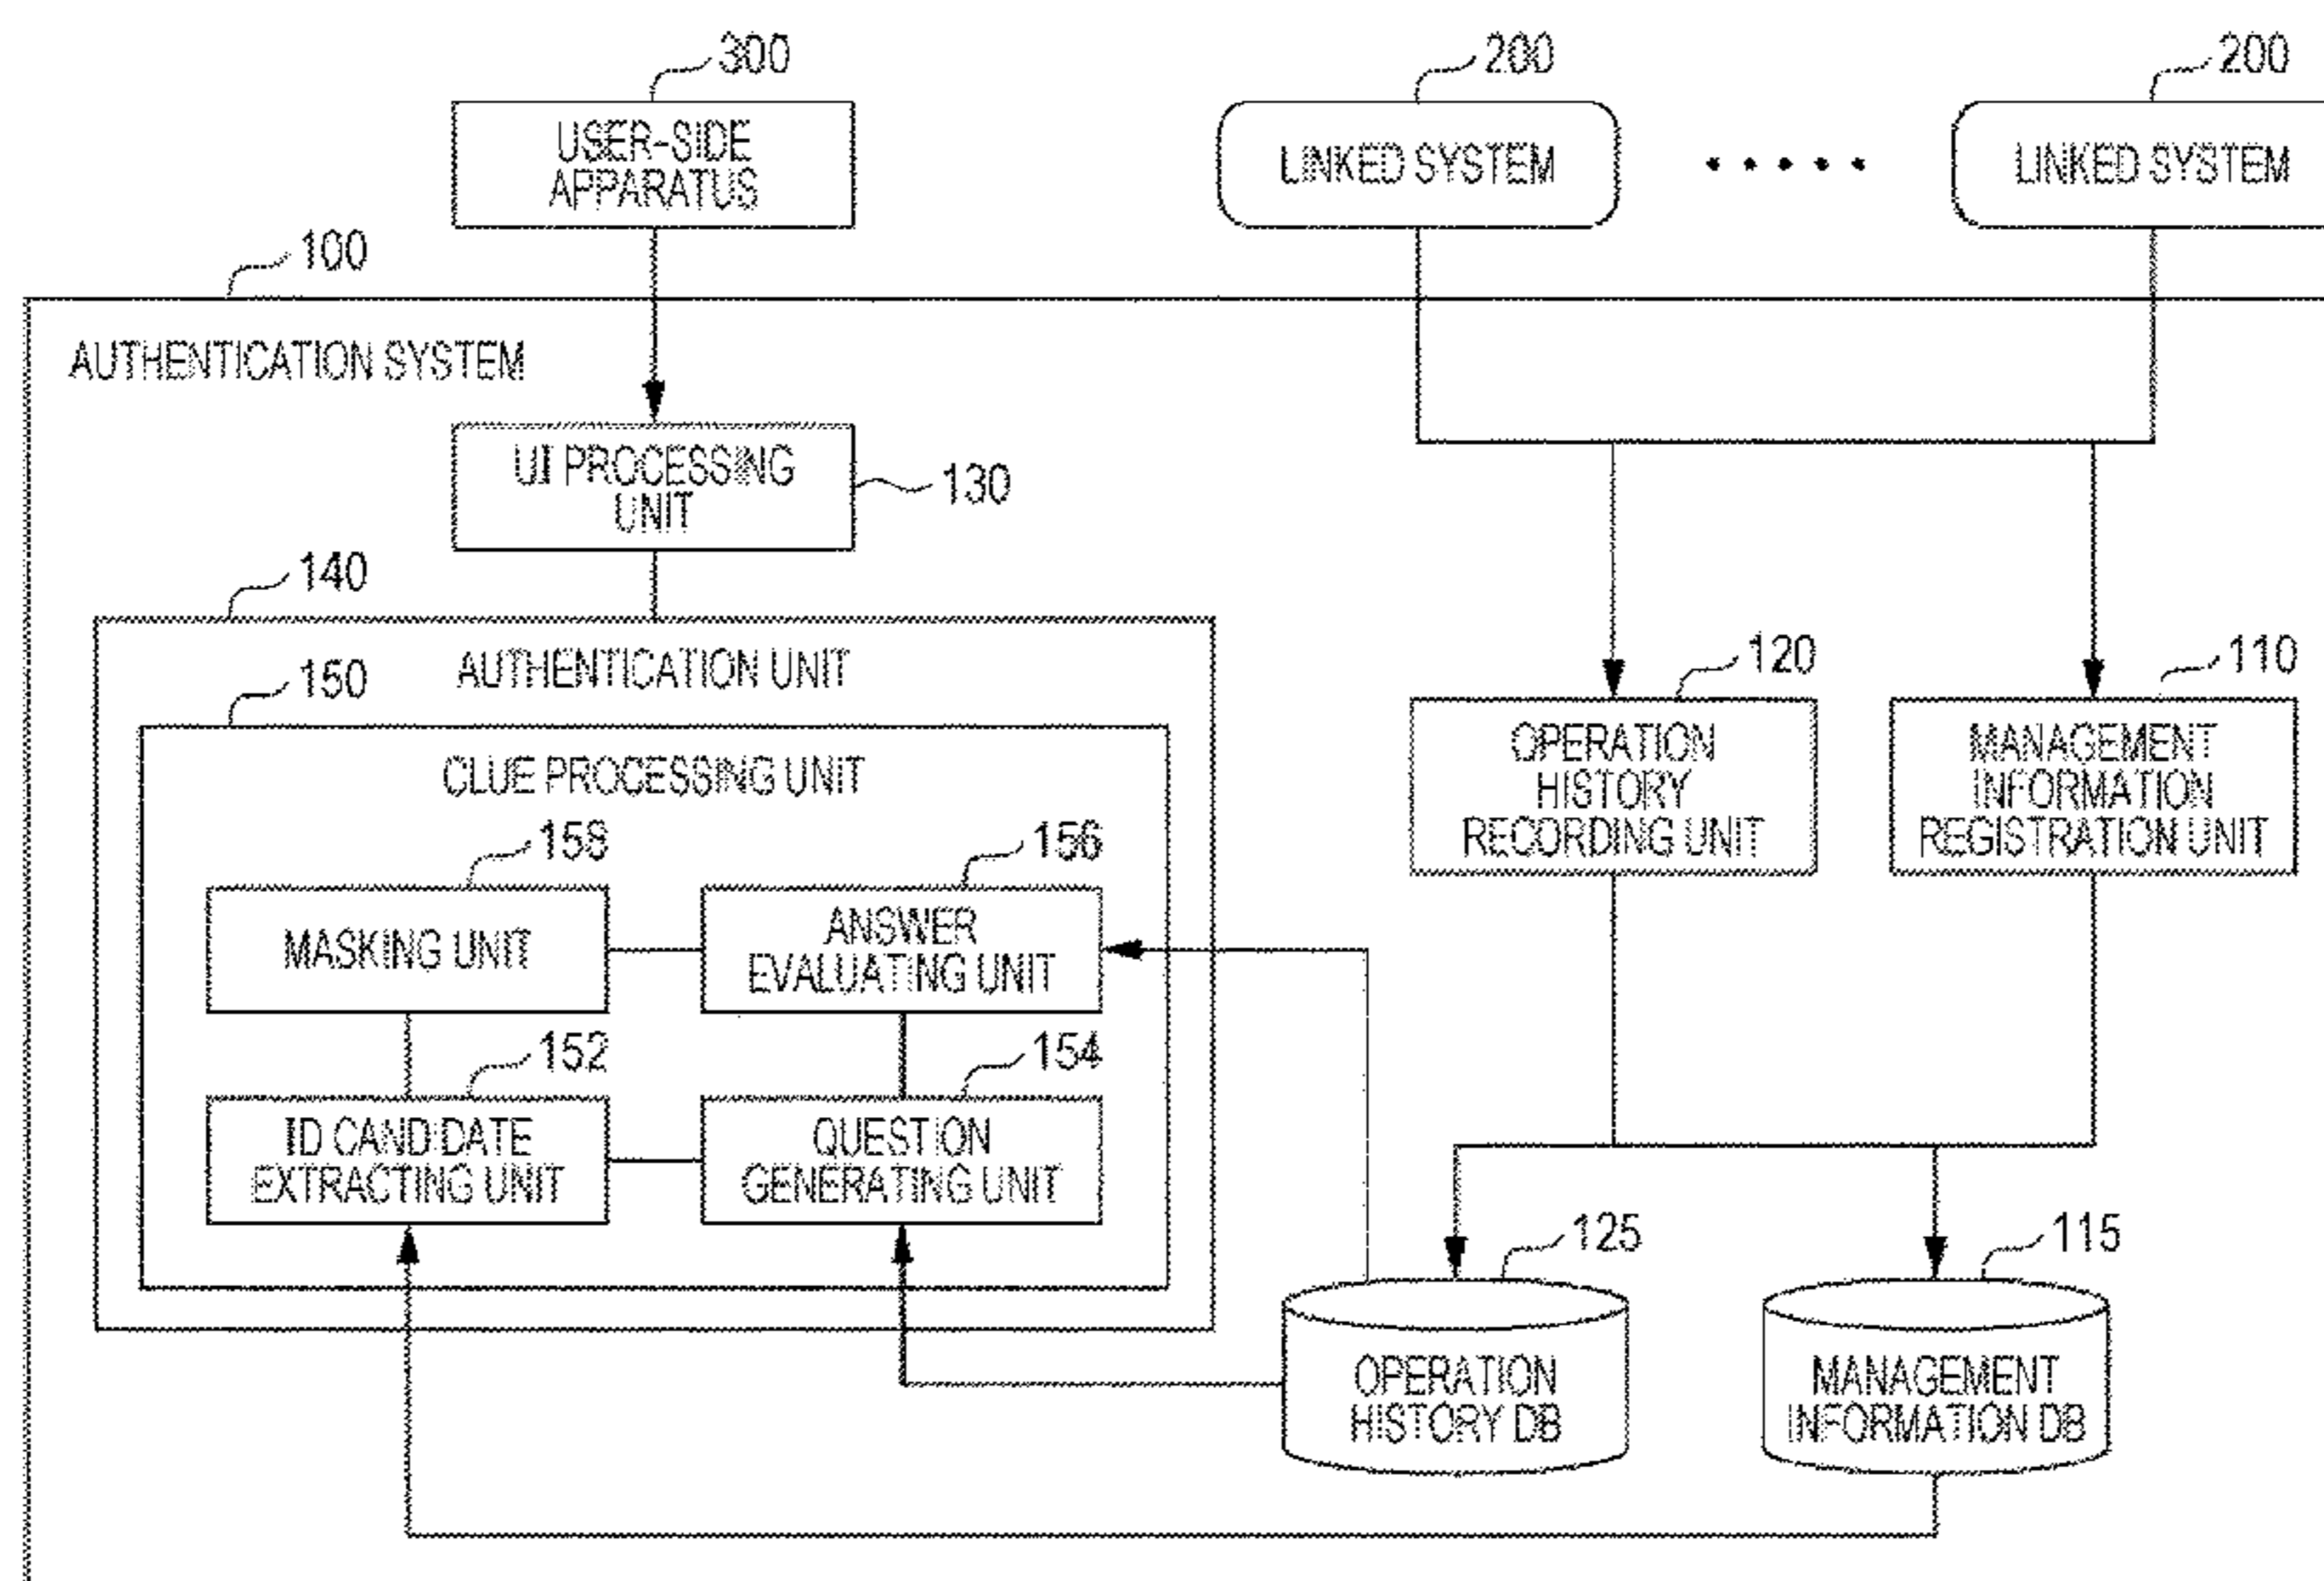 300
200
200
USER-SIDE
APPARATUS
LINKED SYSTEM
LINKED SYSTEM
100
AUTHENTICATION SYSTEM
UI PROCESSING
UNIT
130
140
AUTHENTICATION UNIT
150
CLUE PROCESSING UNIT
120
110
OPERATION
HISTORY
RECORDING UNIT
MANAGEMENT
INFORMATION
REGISTRATION UNIT
158
156
MASKING UNIT
ANSWER
EVALUATING UNIT
152
154
ID CANDIDATE
EXTRACTING UNIT
QUESTION
GENERATING UNIT
125
115
OPERATION
HISTORY DB
MANAGEMENT
INFORMATION DB